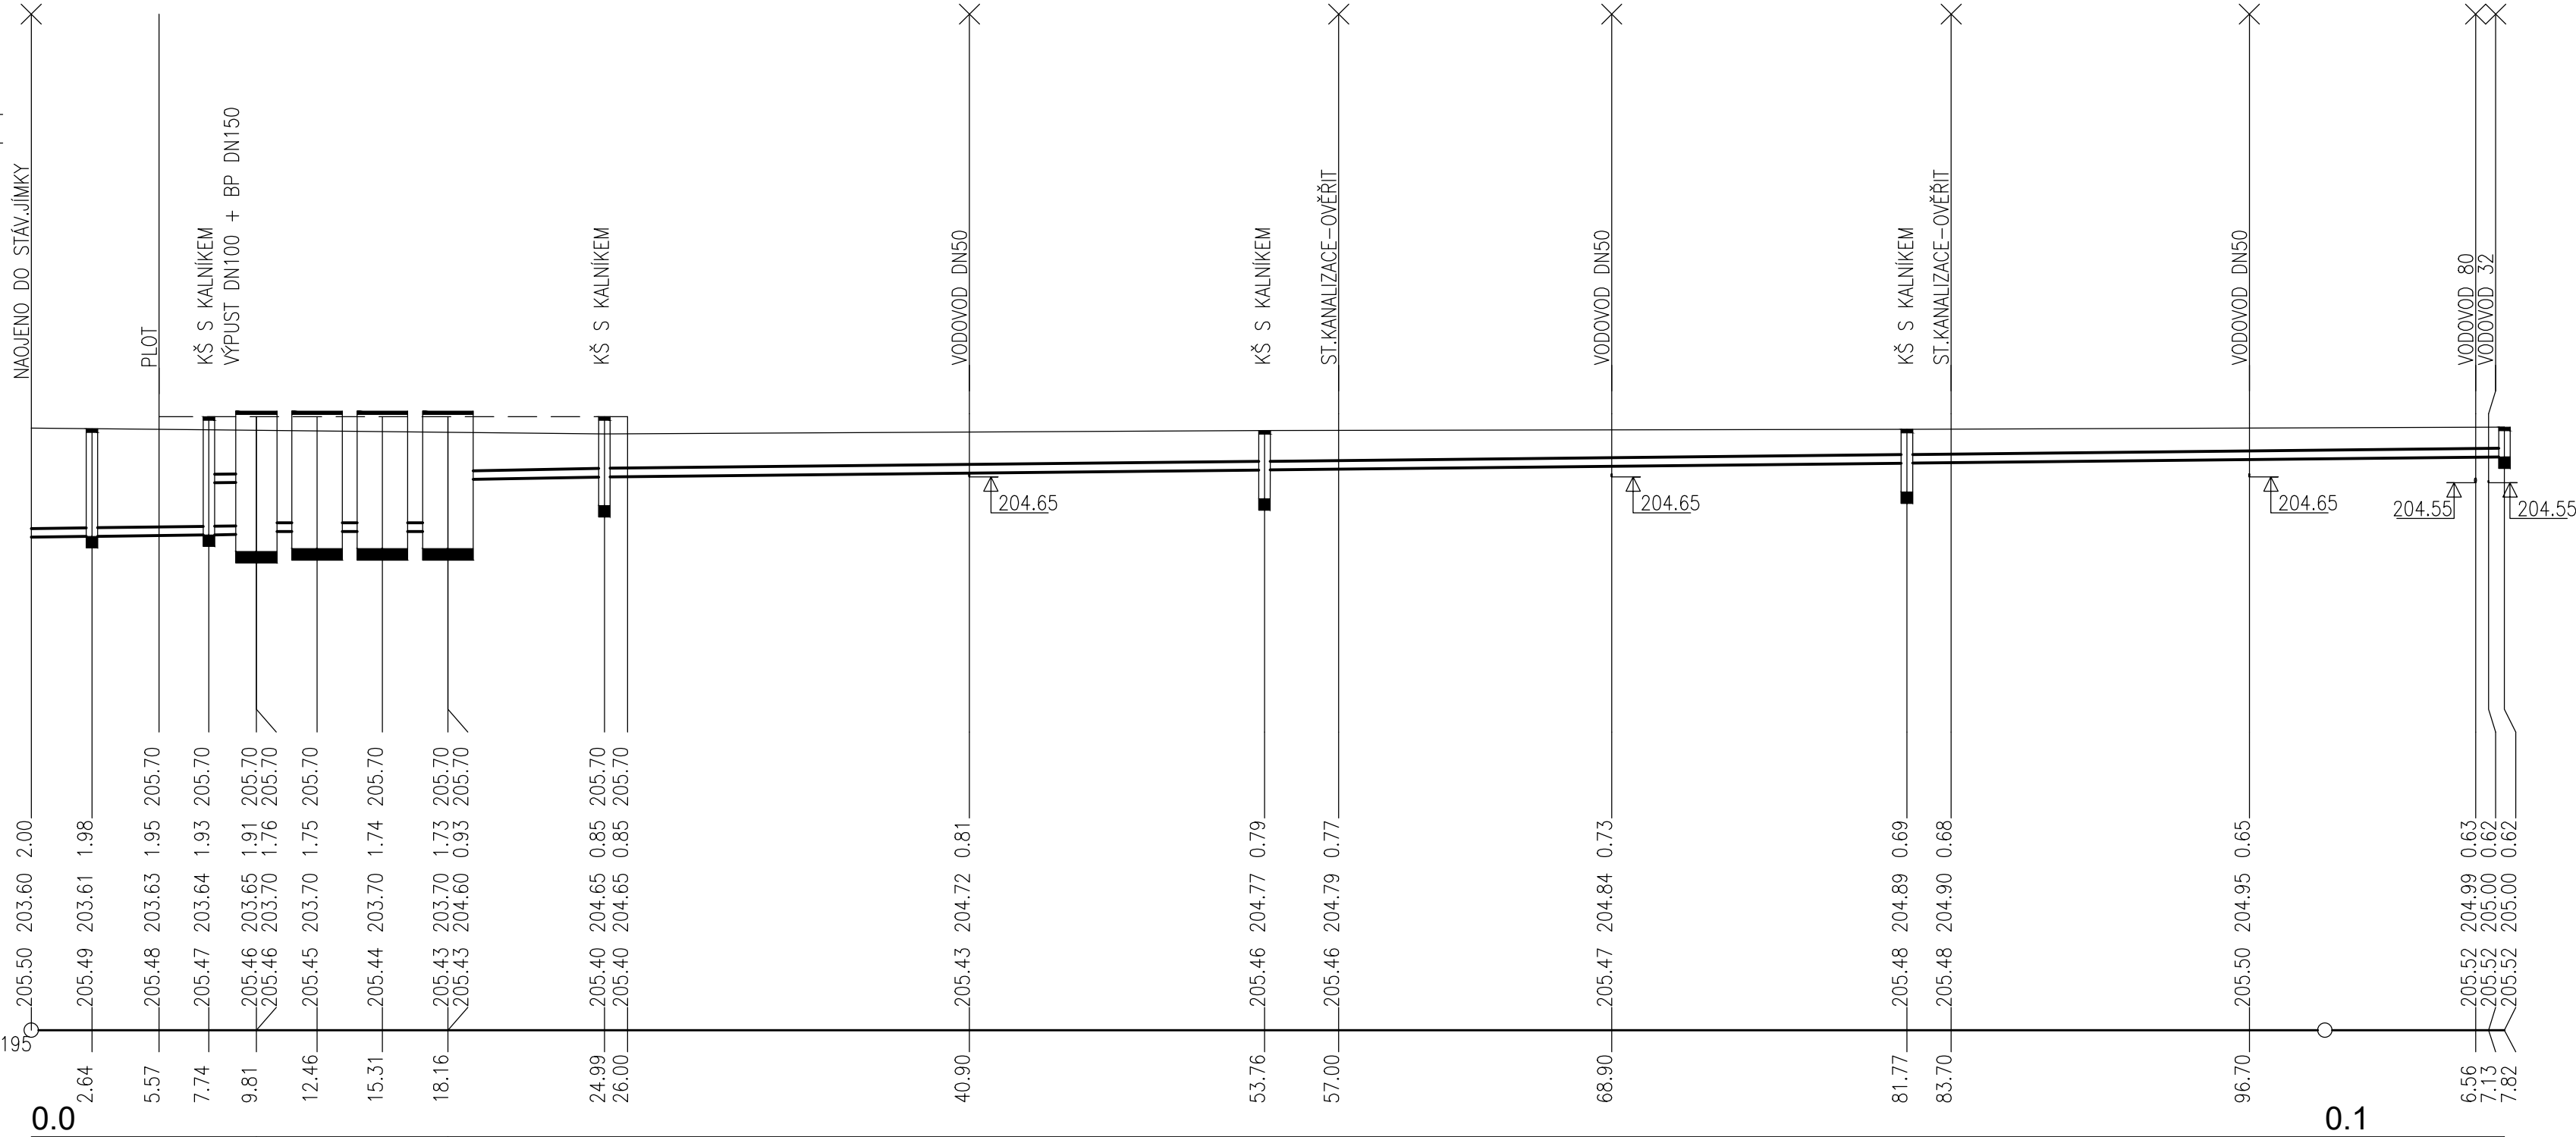 NAOJENO DO STÁV.JÍMKY
PLOT
KŠ S KALNÍKEM
VÝPUST DN100 + BP DN150
KŠ S KALNÍKEM
VODOVOD DN50
KŠ S KALNÍKEM
ST.KANALIZACE-OVĚŘIT
VODOVOD DN50
KŠ S KALNÍKEM
ST.KANALIZACE-OVĚŘIT
VODOVOD DN50
VODOVOD 80
VODOVOD 32
204.65
204.65
204.65
204.55
204.55
205.50 203.60 2.00
205.49 203.61 1.98
205.48 203.63 1.95 205.70
205.47 203.64 1.93 205.70
205.46 203.65 1.91 205.70
205.46 203.70 1.76 205.70
205.45 203.70 1.75 205.70
205.44 203.70 1.74 205.70
205.43 203.70 1.73 205.70
205.43 204.60 0.93 205.70
205.40 204.65 0.85 205.70
205.40 204.65 0.85 205.70
205.43 204.72 0.81
205.46 204.77 0.79
205.46 204.79 0.77
205.47 204.84 0.73
205.48 204.89 0.69
205.48 204.90 0.68
205.50 204.95 0.65
205.52 204.99 0.63
205.52 205.00 0.62
205.52 205.00 0.62
195
2.64
5.57
7.74
9.81
12.46
15.31
18.16
24.99
26.00
40.90
53.76
57.00
68.90
81.77
83.70
96.70
6.56
7.13
7.82
0.0
0.1